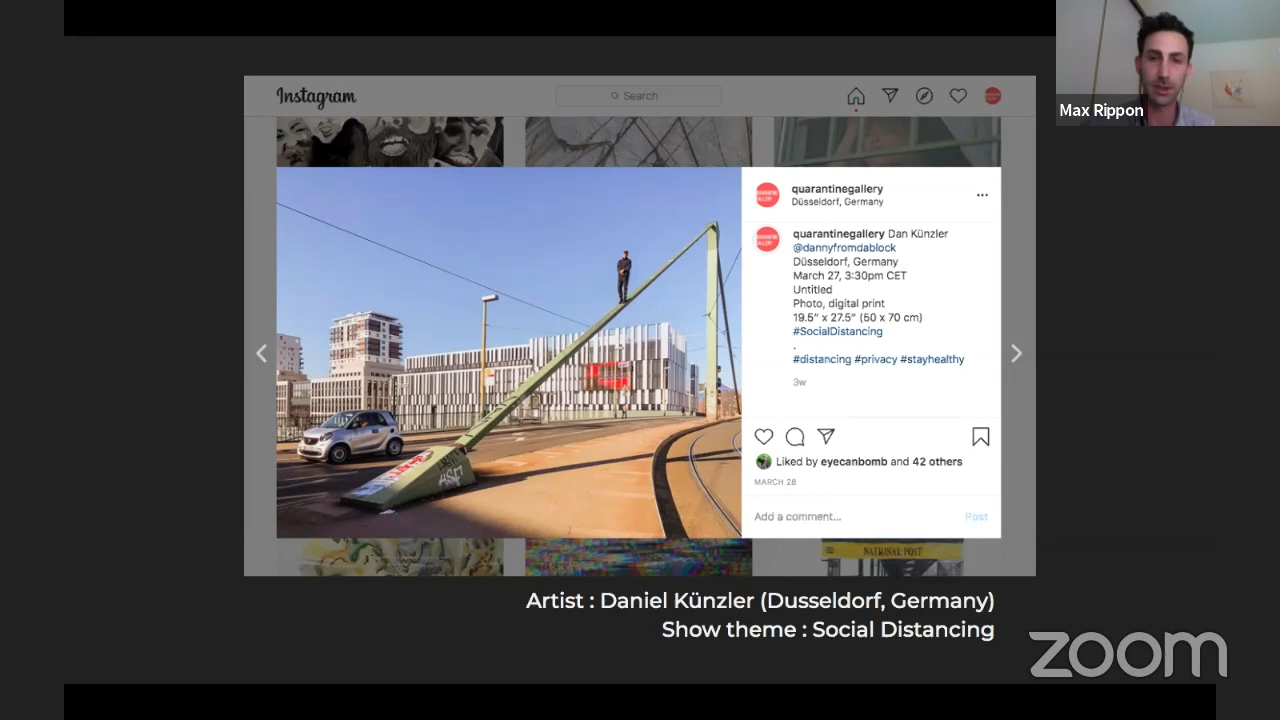 Max Rippon
Instagram
Search
quarantinegallery
Düsseldorf, Germany
quarantinegallery Dan Künzler
@dannyfromdablock
Düsseldorf, Germany
March 27, 3:30pm CET
Untitled
Photo, digital print
19.5" x 27.5" (50 x 70 cm)
#SocialDistancing
.
#distancing #privacy #stayhealthy
3w
Liked by eyecanbomb and 42 others
MARCH 28
Add a comment...
Post
NATIONAL POST
Artist : Daniel Künzler (Dusseldorf, Germany)
Show theme : Social Distancing
zoom